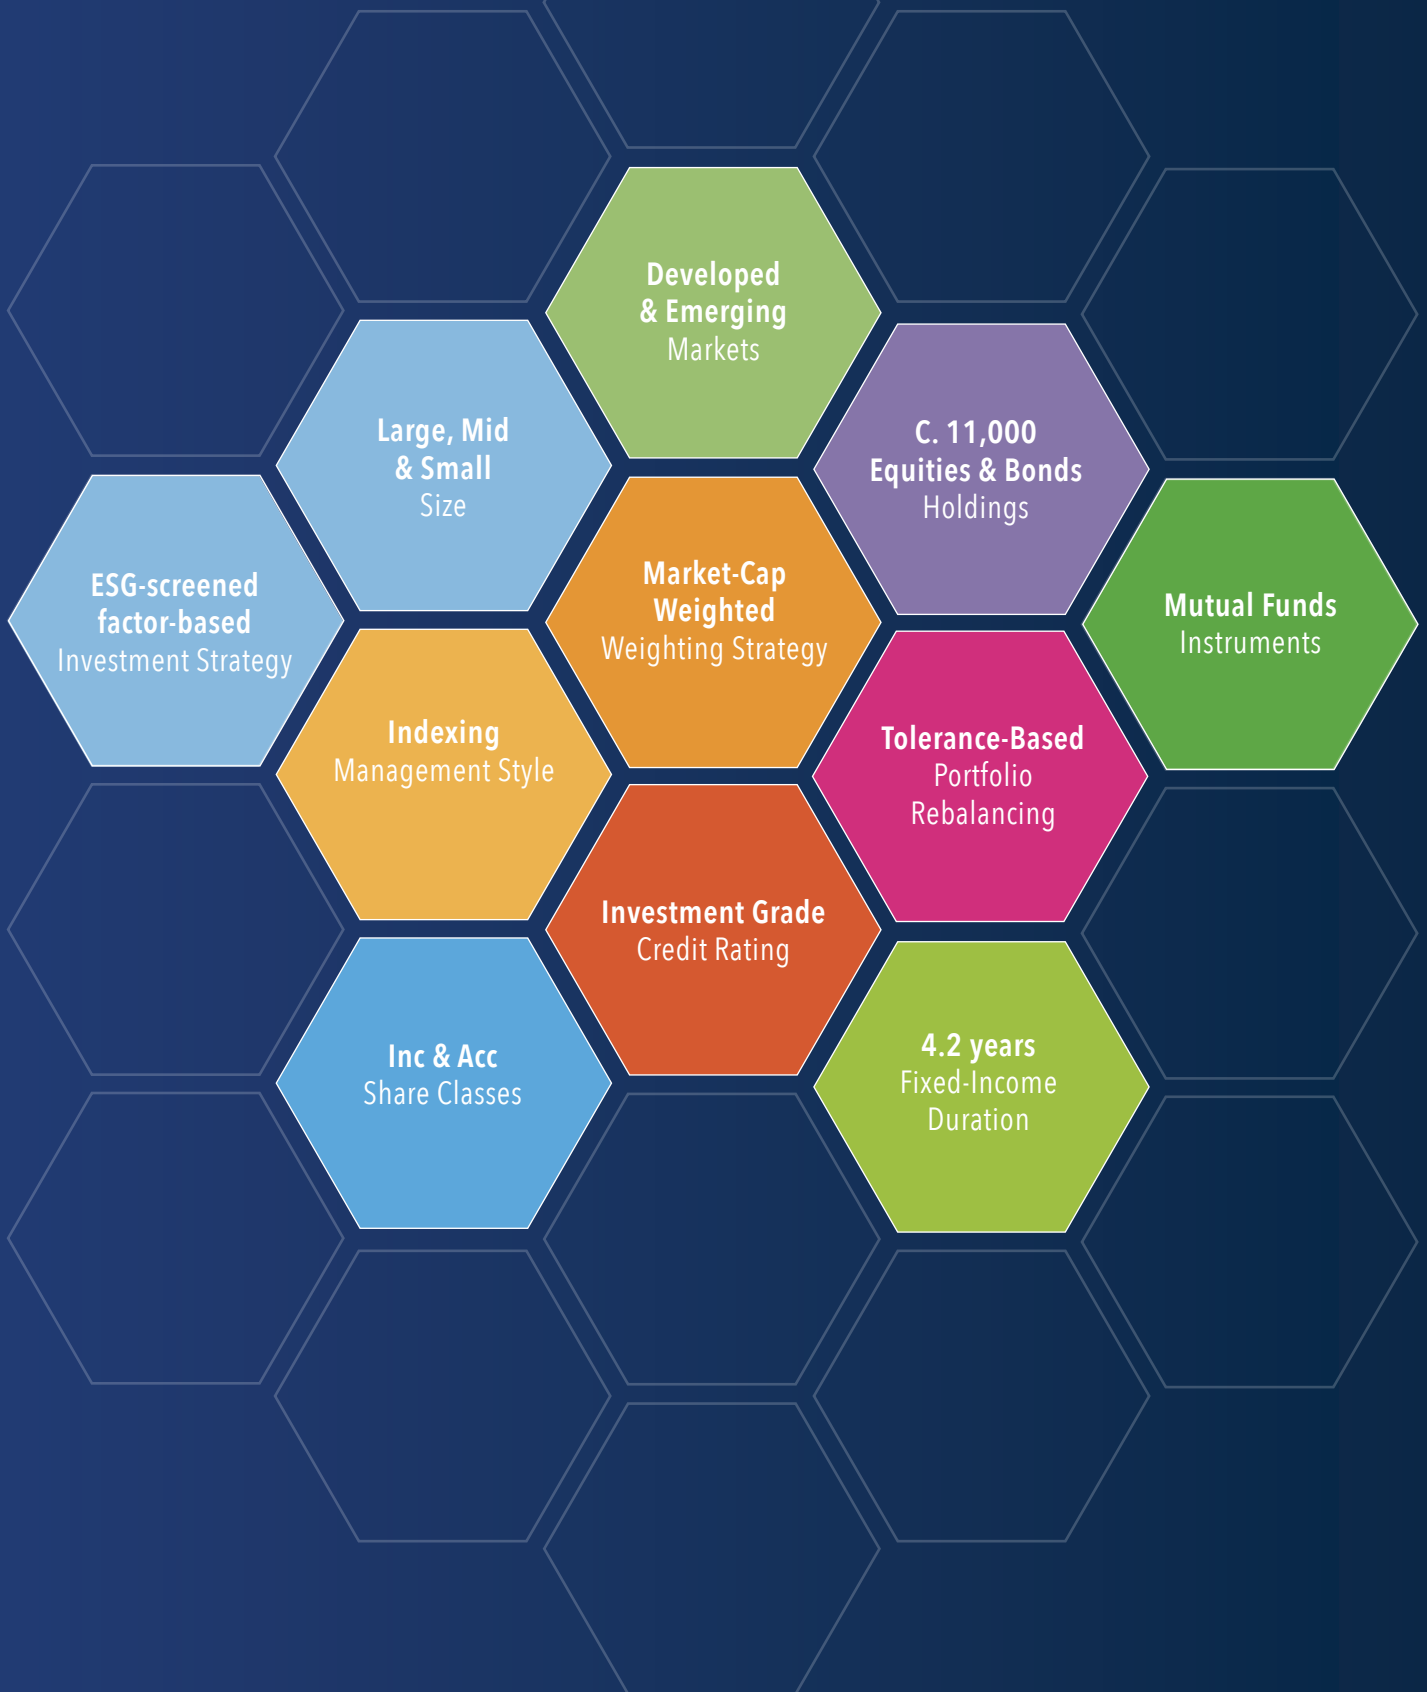 Developed
& Emerging
Markets
Large, Mid
& Small
Size
C. 11,000
Equities & Bonds
Holdings
ESG-screened
factor-based
Investment Strategy
Market-Cap
Weighted
Weighting Strategy
Mutual Funds
Instruments
Indexing
Management Style
Tolerance-Based
Portfolio
Rebalancing
Investment Grade
Credit Rating
Inc & Acc
Share Classes
4.2 years
Fixed-Income
Duration